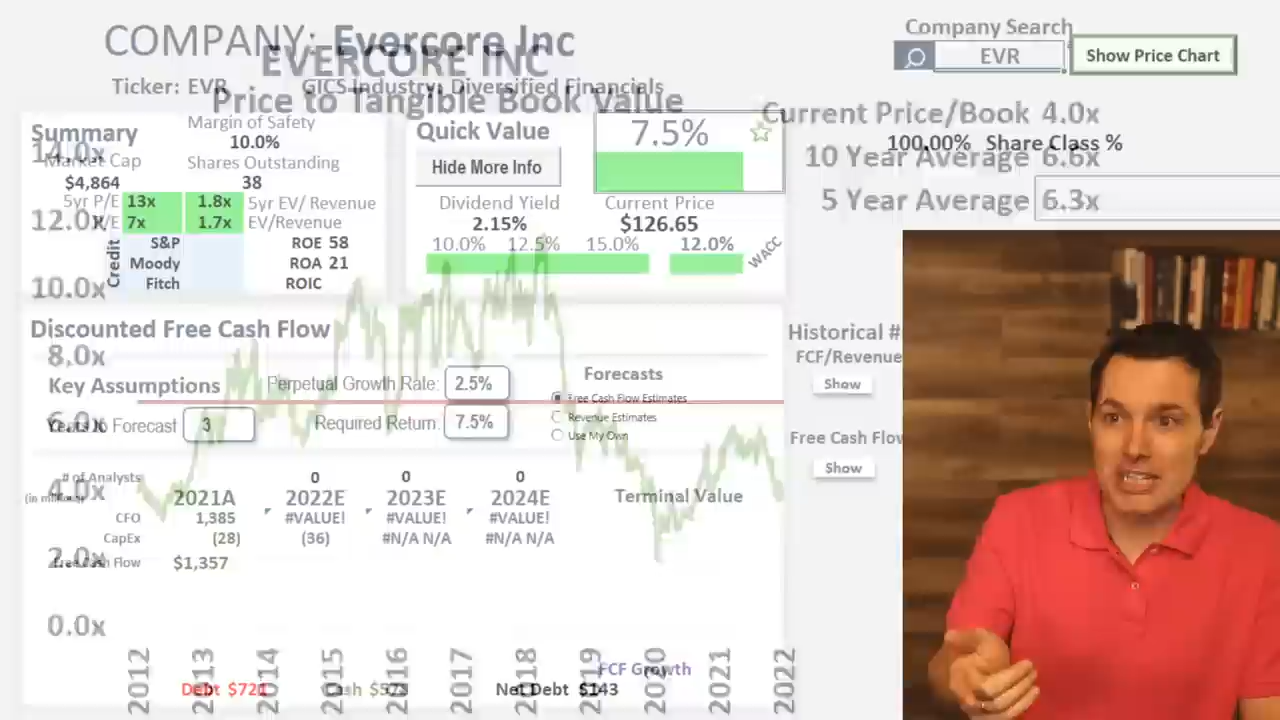 COMPANY: Evercore Inc
EVERCORE INC
Company Search
EVR
Show Price Chart
Ticker: EVR
GICS Industry: Diversified Financials
Price to Tangible Book Value
Current Price/Book 4.0x
10 Year Average 6.6x
5 Year Average 6.3x
100.00% Share Class %
Summary
Margin of Safety
10.0%
Market Cap
Shares Outstanding
$4,864
38
5yr P/E 13x 1.8x 5yr EV/ Revenue
P/E 7x 1.7x EV/Revenue
Credit
S&P
Moody
Fitch
ROE 58
ROA 21
ROIC
Quick Value
Hide More Info
7.5%
Dividend Yield
2.15%
Current Price
$126.65
10.0% 12.5% 15.0% 12.0%
WACC
14.0x
12.0x
10.0x
8.0x
6.0x
4.0x
2.0x
0.0x
Discounted Free Cash Flow
Key Assumptions
Perpetual Growth Rate: 2.5%
Years to Forecast 3
Required Return: 7.5%
Forecasts
Free Cash Flow Estimates
Revenue Estimates
Use My Own
Historical #
FCF/Revenue
Show
Free Cash Flow
Show
# of Analysts 0 0 0
(in millions) 2021A 2022E 2023E 2024E Terminal Value
CFO 1,385 #VALUE! #VALUE! #VALUE!
CapEx (28) (36) #N/A N/A #N/A N/A
Free Cash Flow $1,357
FCF Growth
Debt $721 Cash Net Debt $143
2012 2013 2014 2015 2016 2017 2018 2019 2020 2021 2022